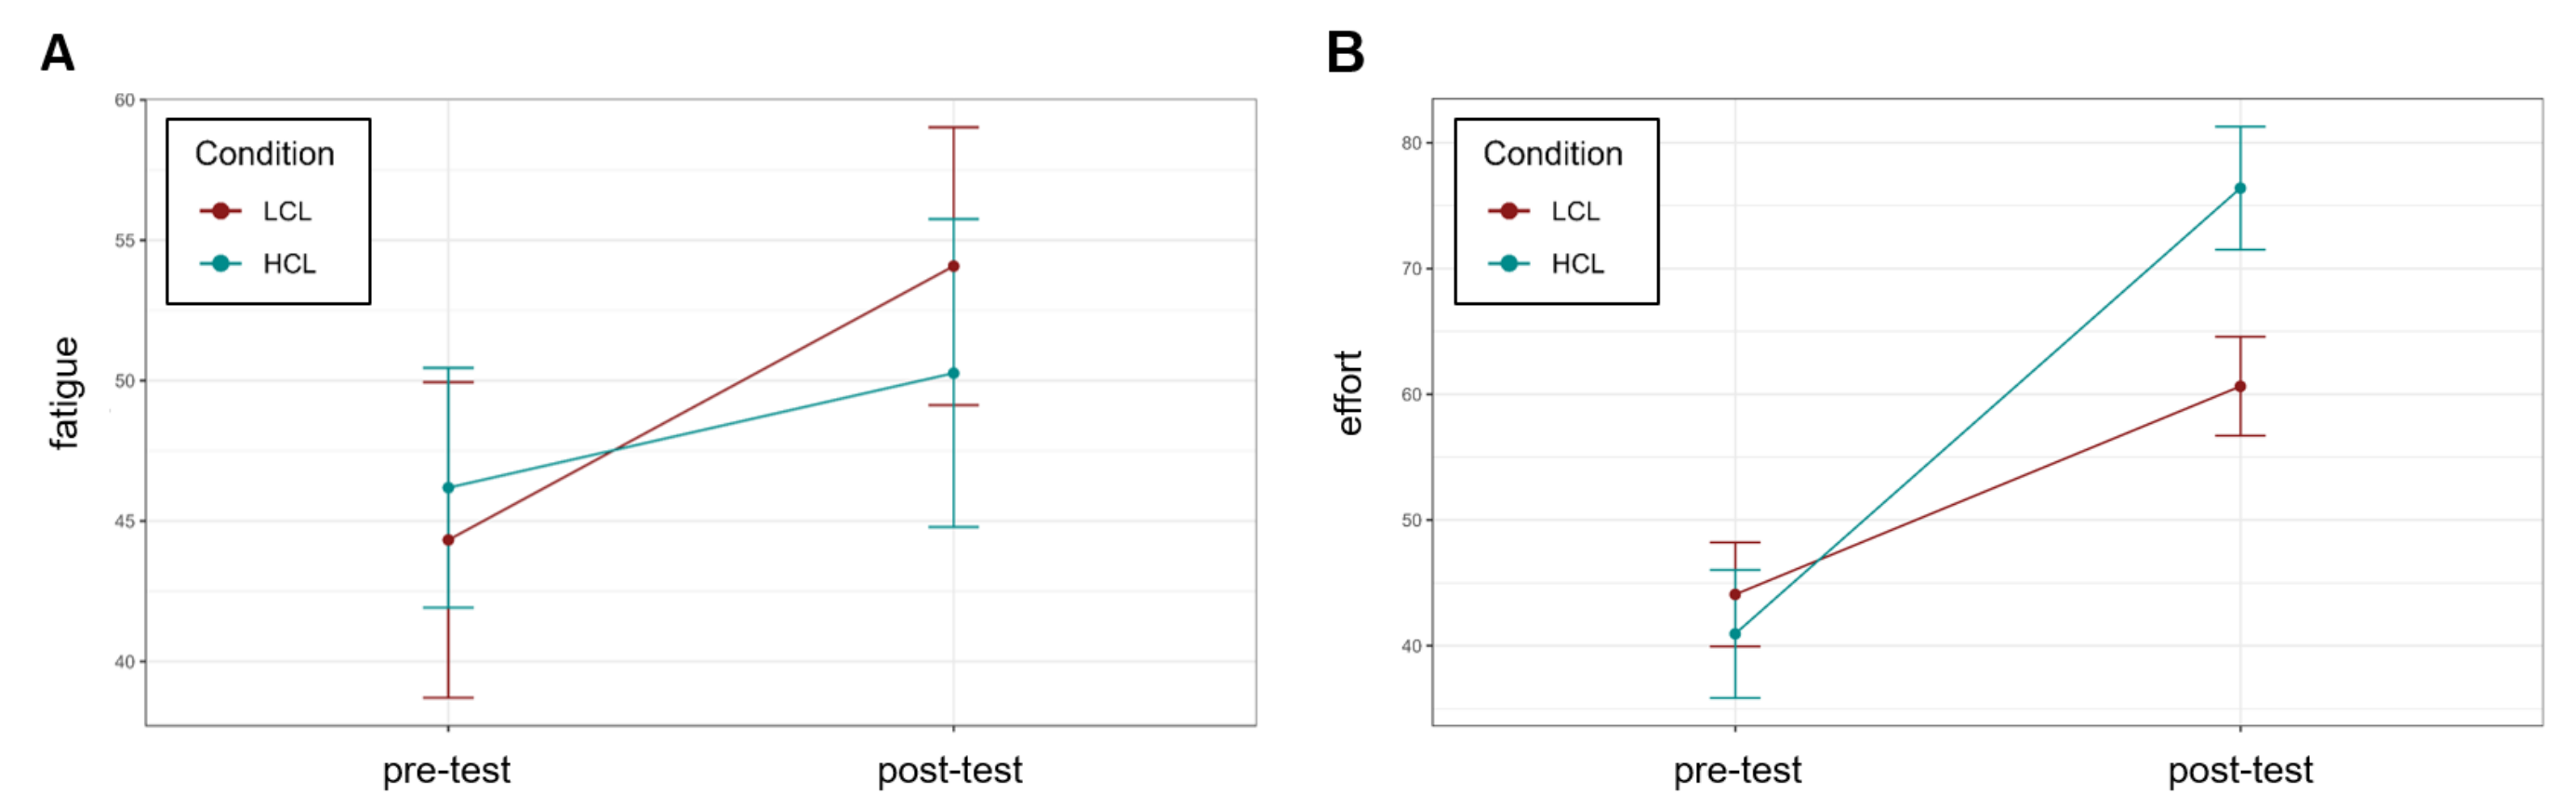 A
fatigue
60
55
50
45
40
Condition
LCL
HCL
pre-test
post-test
B
effort
80
70
60
50
40
Condition
LCL
HCL
pre-test
post-test